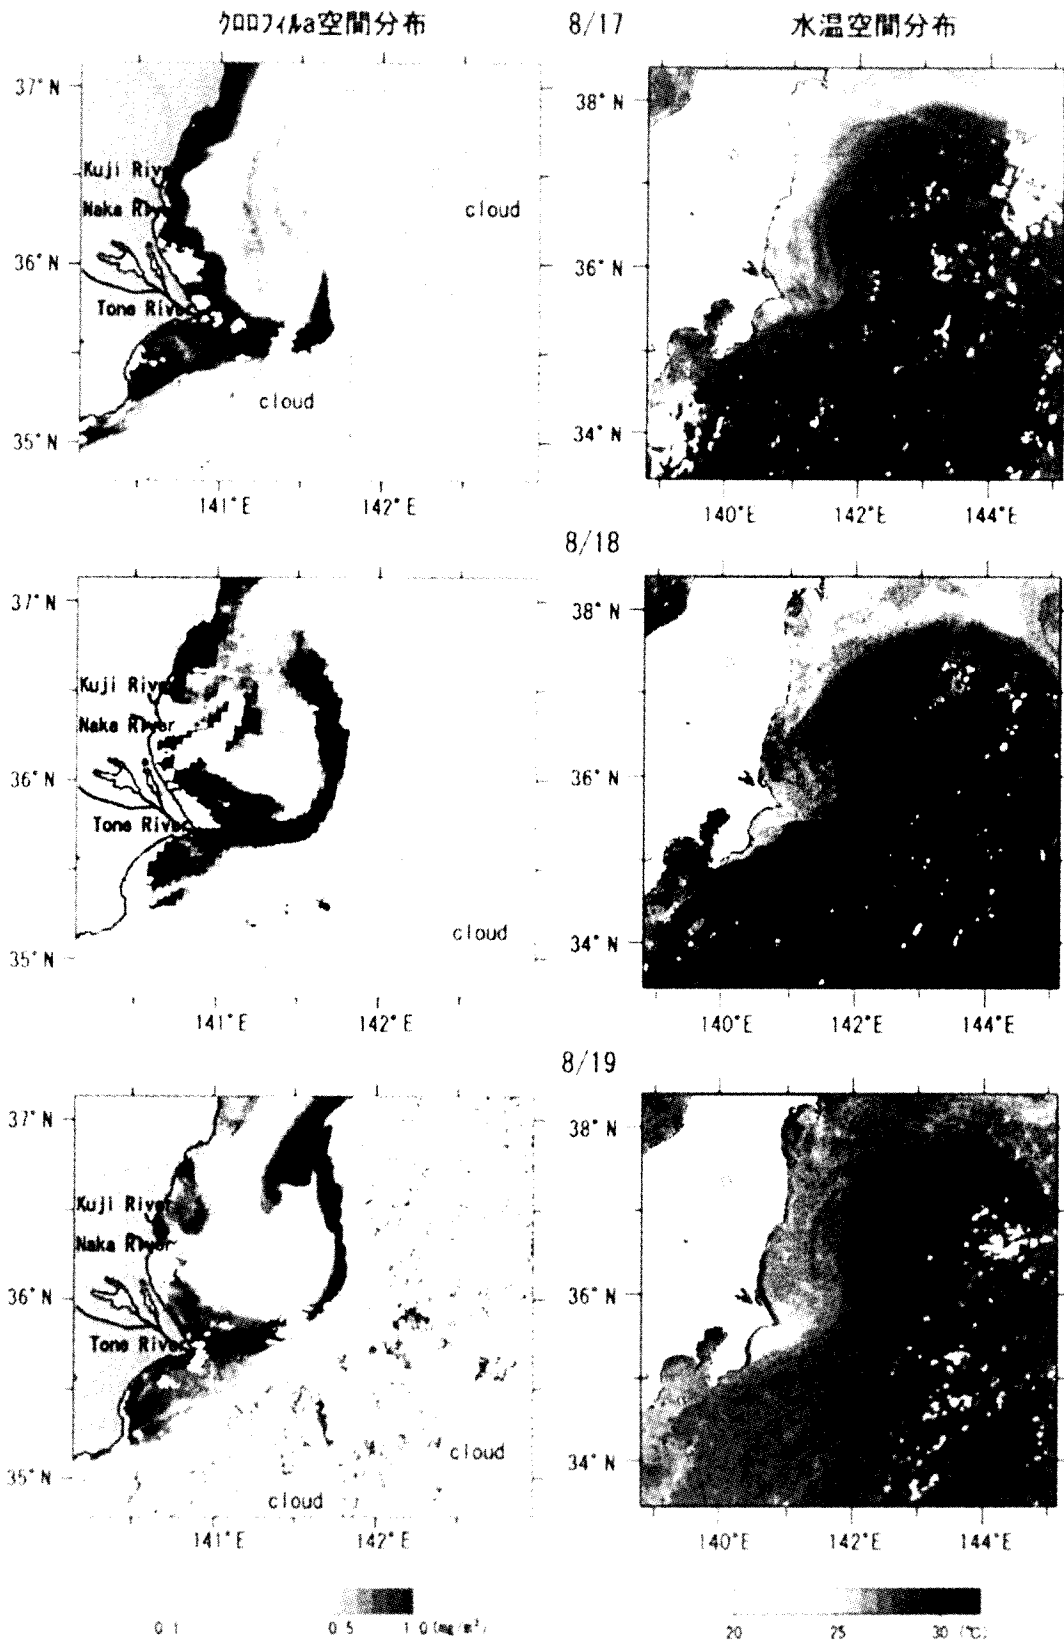 クロロフィルa空間分布
8/17
水温空間分布
37°N
Kuji River
Naka River
cloud
36°N
Tone River
cloud
35°N
141°E
142°E
38°N
36°N
34°N
140°E
142°E
144°E
8/18
37°N
Kuji River
Naka River
36°N
Tone River
cloud
35°N
141°E
142°E
38°N
36°N
34°N
140°E
142°E
144°E
8/19
37°N
Kuji River
Naka River
36°N
Tone River
cloud
35°N
cloud
141°E
142°E
38°N
36°N
34°N
140°E
142°E
144°E
0.1
0.5
1.0(mg/m³)
20
25
30 (℃)